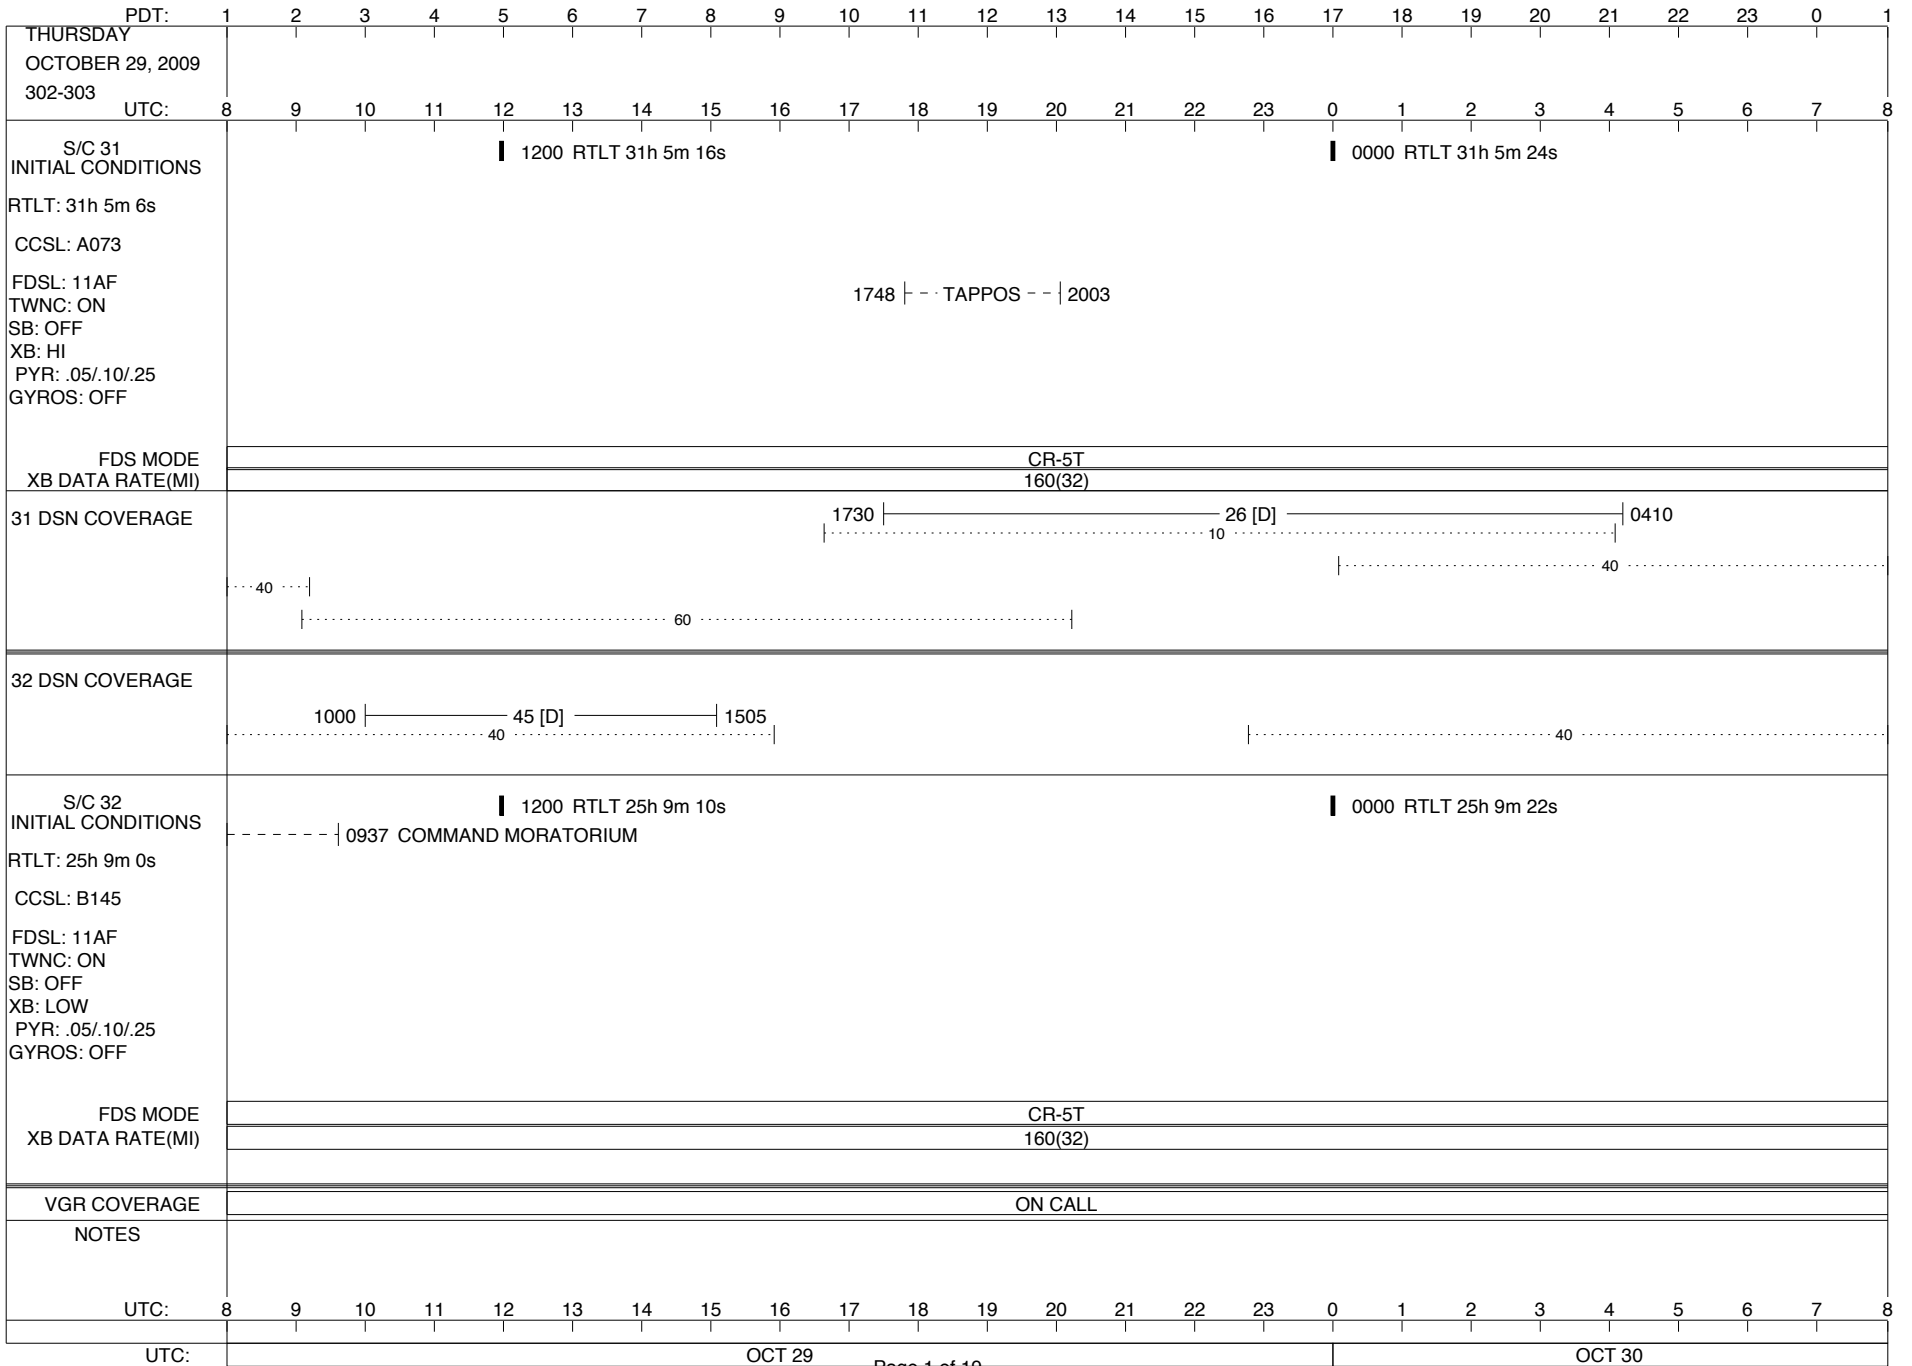 PDT: 1 2 3 4 5 6 7 8 9 10 11 12 13 14 15 16 17 18 19 20 21 22 23 0 1
THURSDAY
OCTOBER 29, 2009
302-303
UTC: 8 9 10 11 12 13 14 15 16 17 18 19 20 21 22 23 0 1 2 3 4 5 6 7 8
S/C 31
INITIAL CONDITIONS
1200 RTLT 31h 5m 16s
0000 RTLT 31h 5m 24s
RTLT: 31h 5m 6s
CCSL: A073
FDSL: 11AF
1748 TAPPOS 2003
TWNC: ON
SB: OFF
XB: HI
PYR: .05/.10/.25
GYROS: OFF
FDS MODE CR-5T
XB DATA RATE(MI) 160(32)
31 DSN COVERAGE
1730 26 [D] 0410
10
40
40
60
32 DSN COVERAGE
1000 45 [D] 1505
40 40
S/C 32
INITIAL CONDITIONS
1200 RTLT 25h 9m 10s
0000 RTLT 25h 9m 22s
0937 COMMAND MORATORIUM
RTLT: 25h 9m 0s
CCSL: B145
FDSL: 11AF
TWNC: ON
SB: OFF
XB: LOW
PYR: .05/.10/.25
GYROS: OFF
FDS MODE CR-5T
XB DATA RATE(MI) 160(32)
VGR COVERAGE ON CALL
NOTES
UTC: 8 9 10 11 12 13 14 15 16 17 18 19 20 21 22 23 0 1 2 3 4 5 6 7 8
UTC: OCT 29 OCT 30
Page 1 of 19